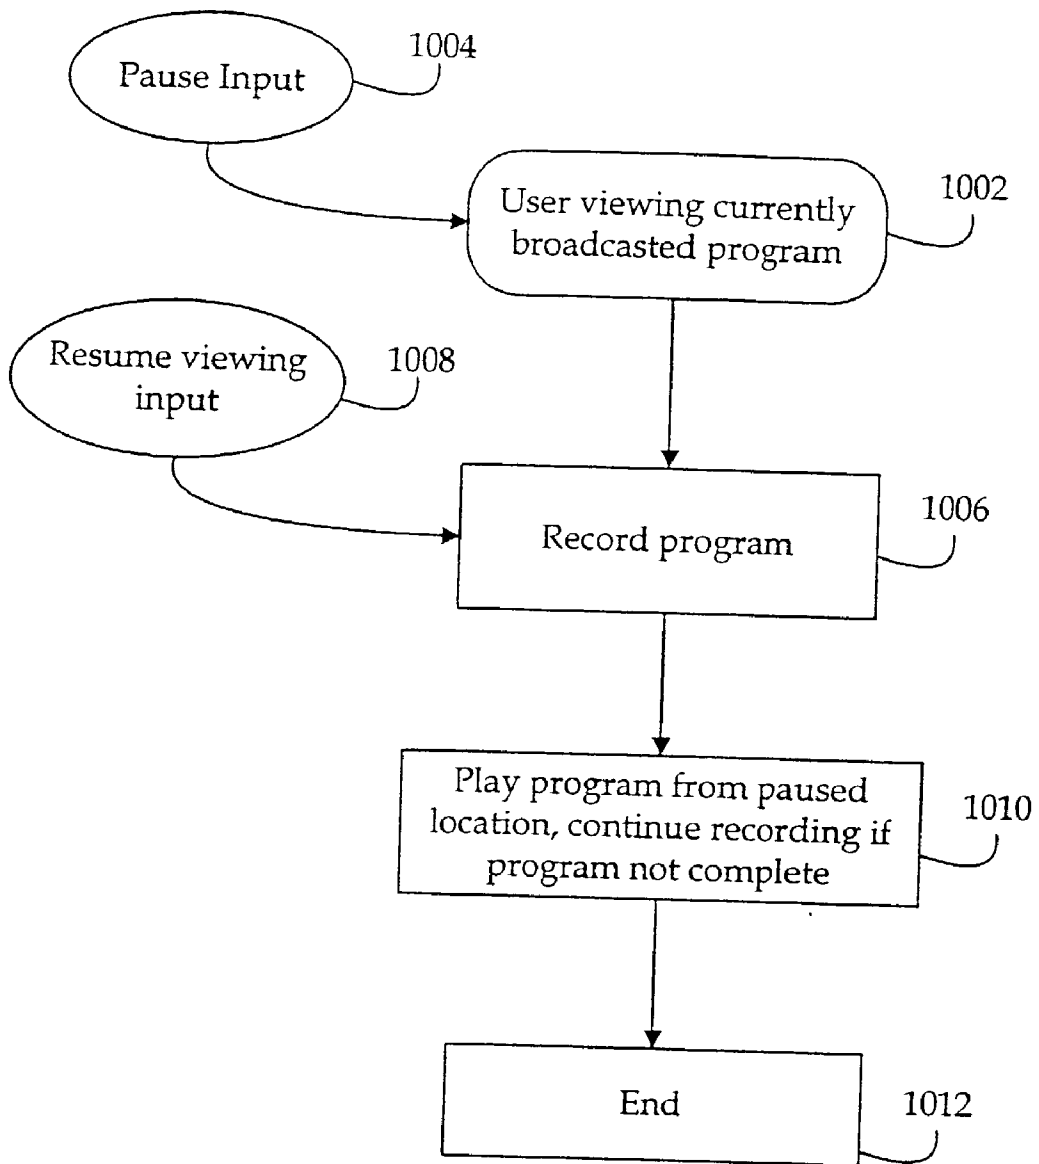 1004
Pause Input
User viewing currently
broadcasted program
1002
Resume viewing
input
1008
Record program
1006
Play program from paused
location, continue recording if
program not complete
1010
End
1012